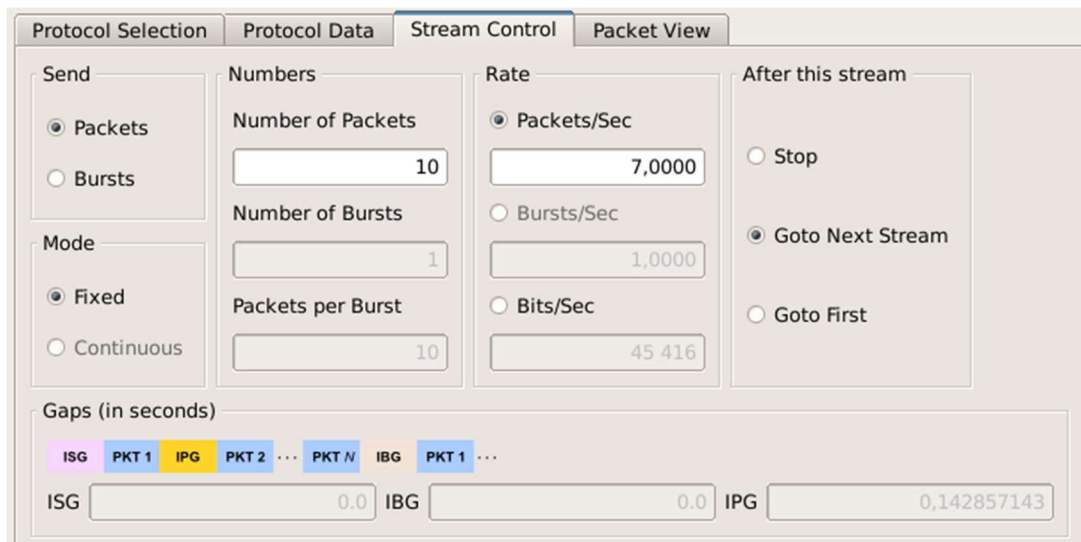 Protocol Selection Protocol Data Stream Control Packet View
Send
Packets
Bursts
Mode
Fixed
Continuous
Numbers
Number of Packets
10
Number of Bursts
1
Packets per Burst
10
Rate
Packets/Sec
7,0000
Bursts/Sec
1,0000
Bits/Sec
45 416
After this stream
Stop
Goto Next Stream
Goto First
Gaps (in seconds)
ISG PKT 1 IPG PKT 2 ... PKT N IBG PKT 1 ...
ISG 0.0 IBG 0.0 IPG 0,142857143